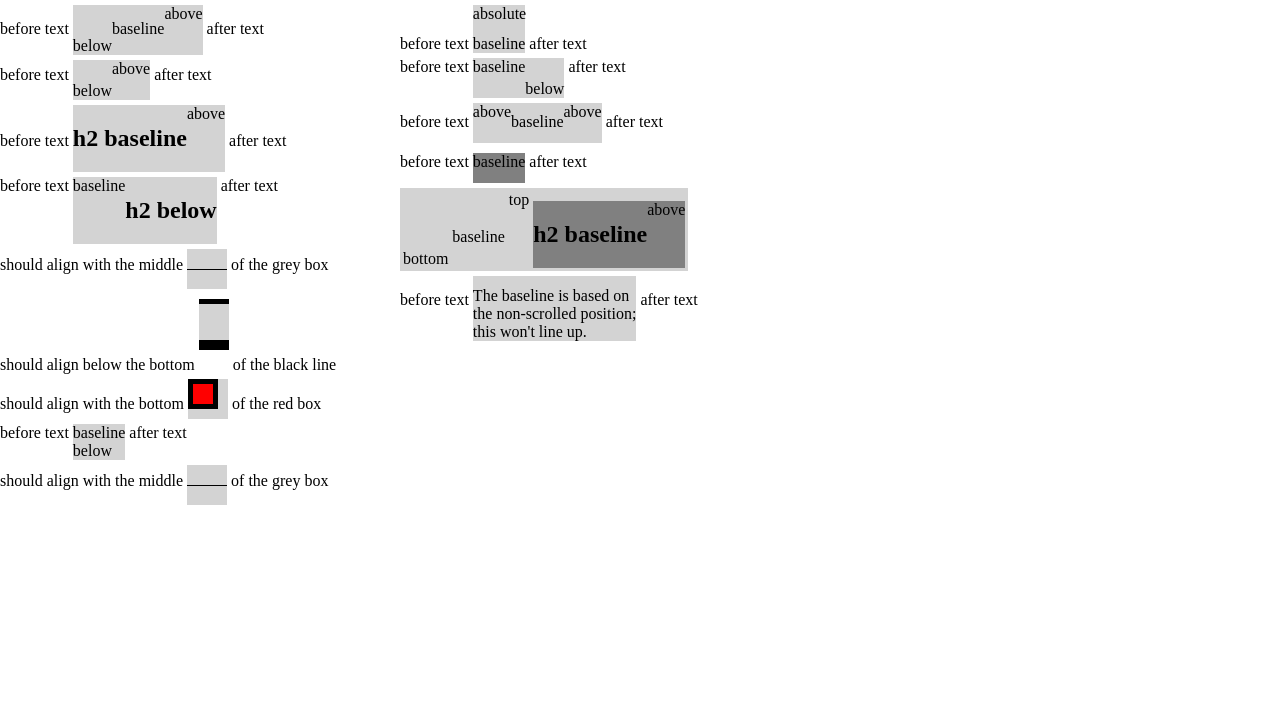 above
before text baseline after text
below
above
before text after text
below
above
before text h2 baseline after text
before text baseline after text
h2 below
should align with the middle of the grey box
should align below the bottom of the black line
should align with the bottom of the red box
before text baseline after text
below
should align with the middle of the grey box
absolute
before text baseline after text
before text baseline after text
below
above above
before text baseline after text
before text baseline after text
top above
baseline h2 baseline
bottom
The baseline is based on
before text the non-scrolled position; after text
this won't line up.